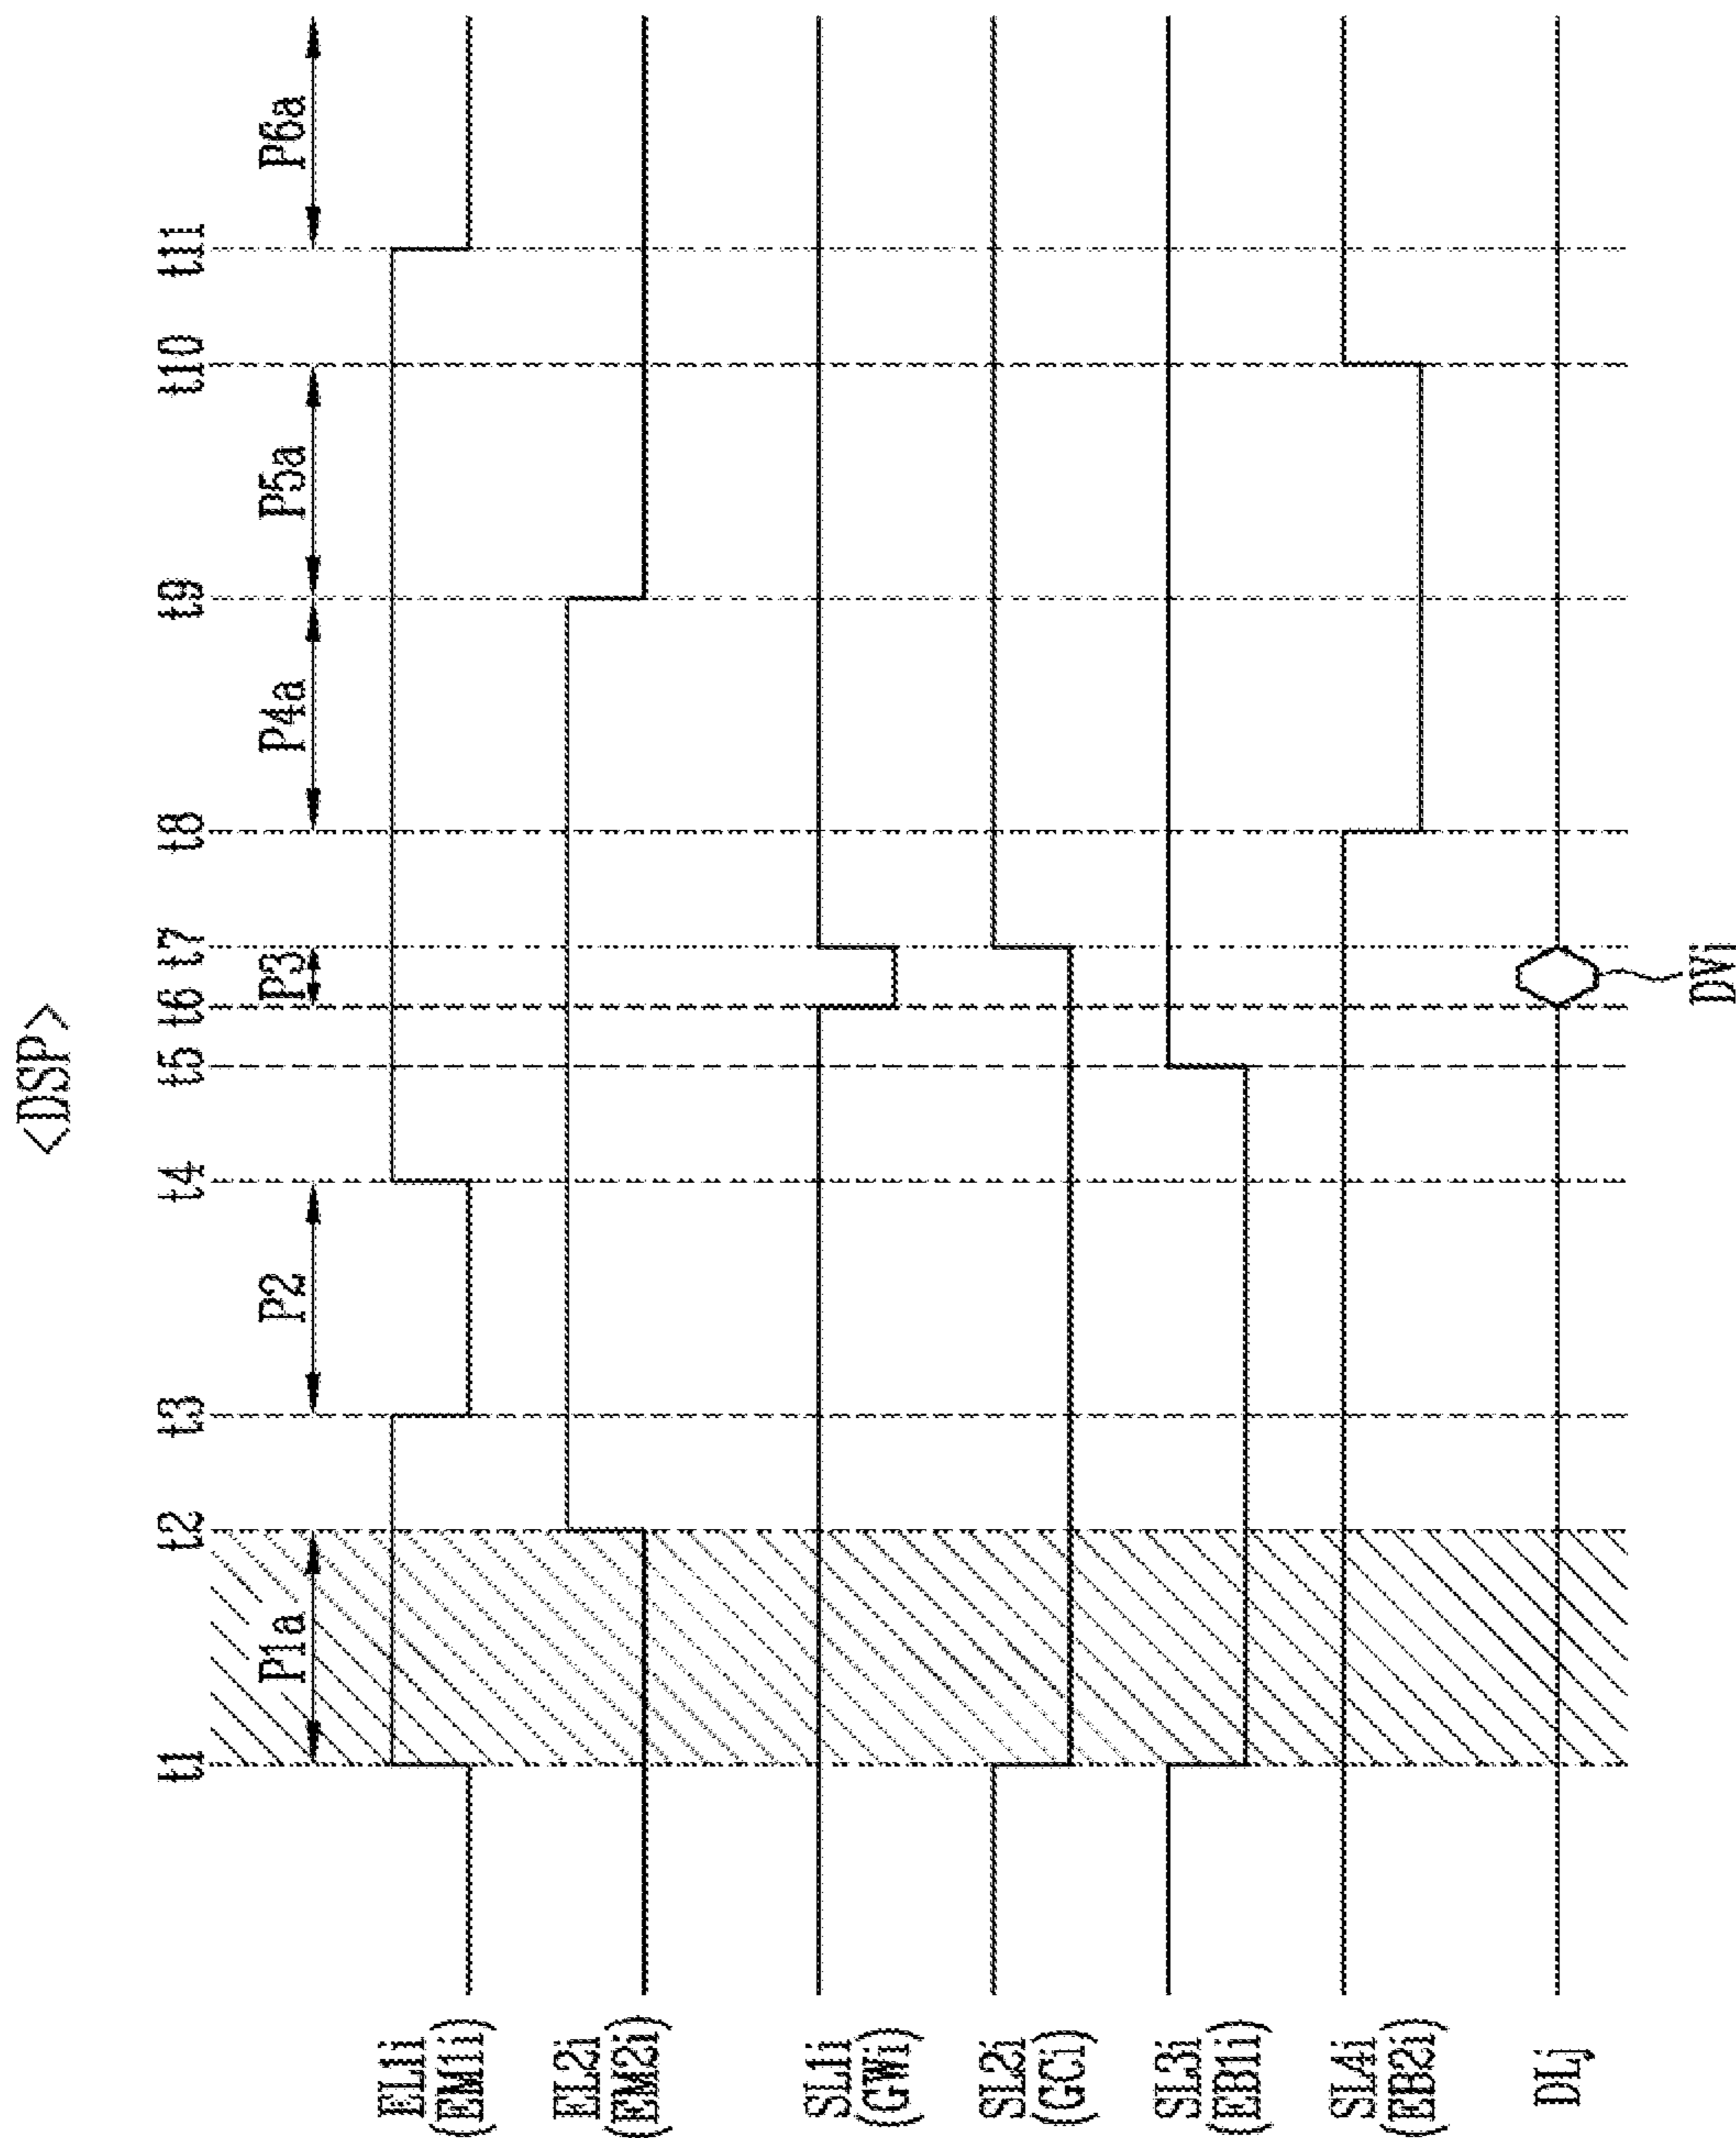 <DSP>
t1 t2 t3 t4 t5 t6 t7 t8 t9 t10 t11
P1a P2 P3 P4a P5a P6a
EL1i
(EM1i)
EL2i
(EM2i)
SL1i
(GWi)
SL2i
(GCi)
SL3i
(EB1i)
SL4i
(EB2i)
DLj
DVj